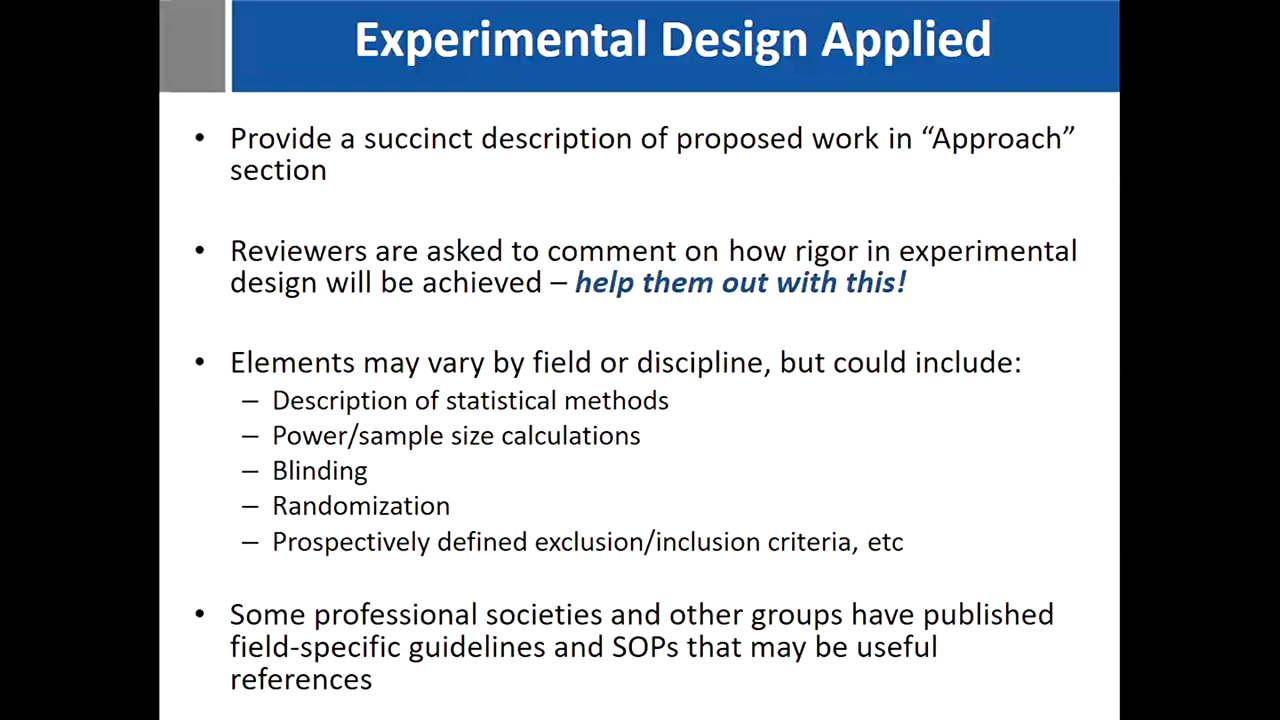 Experimental Design Applied
• Provide a succinct description of proposed work in “Approach”
section
• Reviewers are asked to comment on how rigor in experimental
design will be achieved – help them out with this!
• Elements may vary by field or discipline, but could include:
– Description of statistical methods
– Power/sample size calculations
– Blinding
– Randomization
– Prospectively defined exclusion/inclusion criteria, etc
• Some professional societies and other groups have published
field-specific guidelines and SOPs that may be useful
references